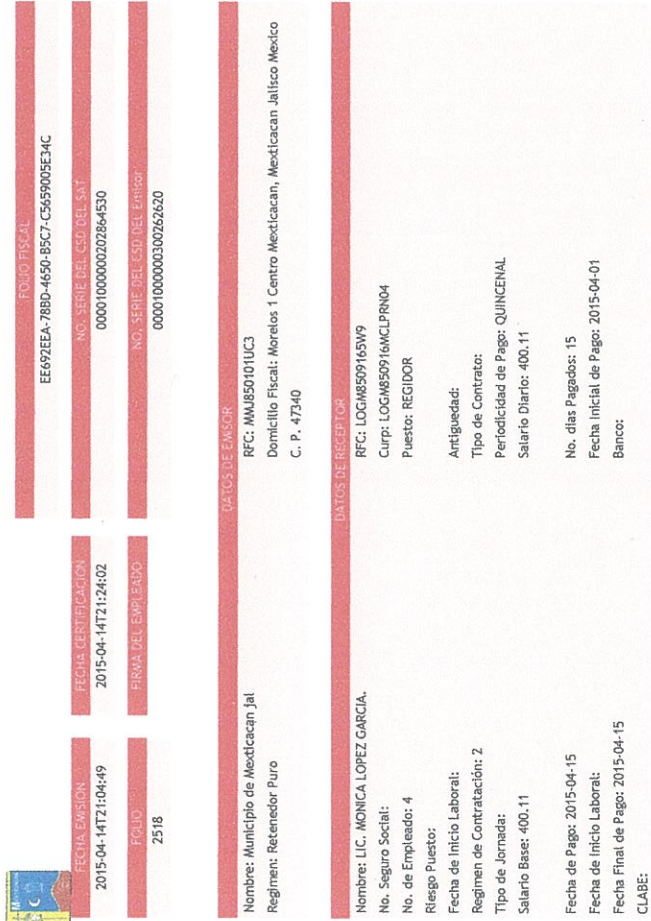 FOLIO FISCAL
EE692EEA-78BD-4650-B5C7-C5659005E34C
FECHA EMISION FECHA CERTIFICACION NO. SERIE DEL CSD DEL SAT
2015-04-14T21:04:49 2015-04-14T21:24:02 00001000000202864530
FOLIO FIRMA DEL EMPLEADO NO. SERIE DEL CSD DEL Emisor
2518 00001000000300262620
DATOS DE EMISOR
Nombre: Municipio de Mexticacan jal RFC: MMJ850101UC3
Regimen: Retenedor Puro Domicilio Fiscal: Morelos 1 Centro Mexticacan, Mexticacan Jalisco Mexico
C. P. 47340
DATOS DE RECEPTOR
Nombre: LIC. MONICA LOPEZ GARCIA. RFC: LOGM8509165W9
No. Seguro Social: Curp: LOGM850916MCLPRN04
No. de Empleado: 4 Puesto: REGIDOR
Riesgo Puesto:
Fecha de Inicio Laboral: Antiguedad:
Regimen de Contratación: 2 Tipo de Contrato:
Tipo de Jornada: Periodicidad de Pago: QUINCENAL
Salario Base: 400.11 Salario Diario: 400.11
Fecha de Pago: 2015-04-15 No. dias Pagados: 15
Fecha de Inicio Laboral: Fecha Inicial de Pago: 2015-04-01
Fecha Final de Pago: 2015-04-15 Banco:
CLABE: